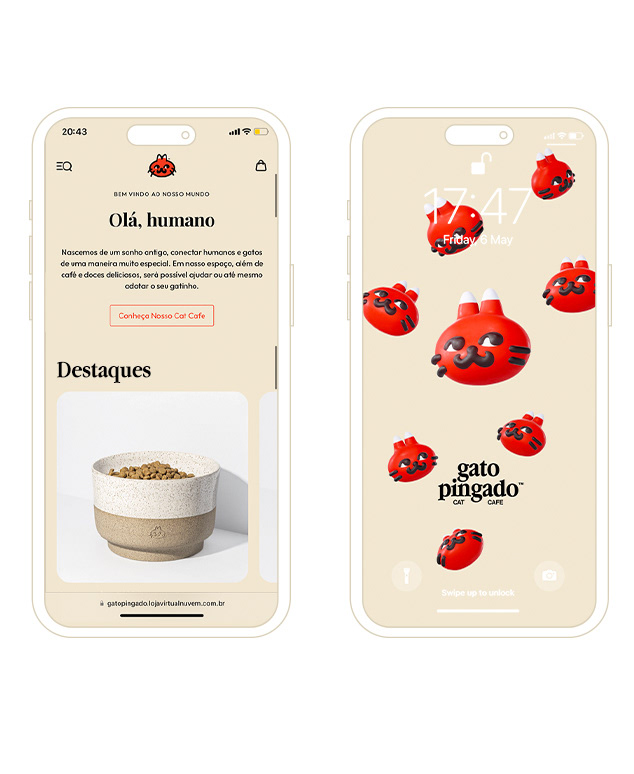 20:43
BEM VINDO AO NOSSO MUNDO
Olá, humano
Nascemos de um sonho antigo, conectar humanos e gatos
de uma maneira muito especial. Em nosso espaço, além de
café e doces deliciosos, será possível ajudar ou até mesmo
adotar o seu gatinho.
Conheça Nosso Cat Cafe
Destaques
gatopingado.lojavirtualnuvem.com.br
17:47
Friday, 6 May
gato
pingado™
CAT CAFE
Swipe up to unlock